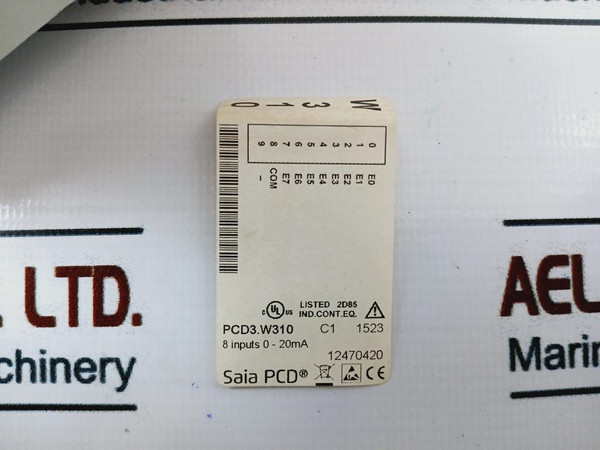 W 3 1 0
0 1 2 3 4 5 6 7 8 9
E0 E1 E2 E3 E4 E5 E6 E7 COM –
c UL us LISTED 2D85
IND.CONT.EQ.
PCD3.W310 C1 1523
8 inputs 0 - 20mA
12470420
Saia PCD® CE
LTD.
chinery
AEL
Marin